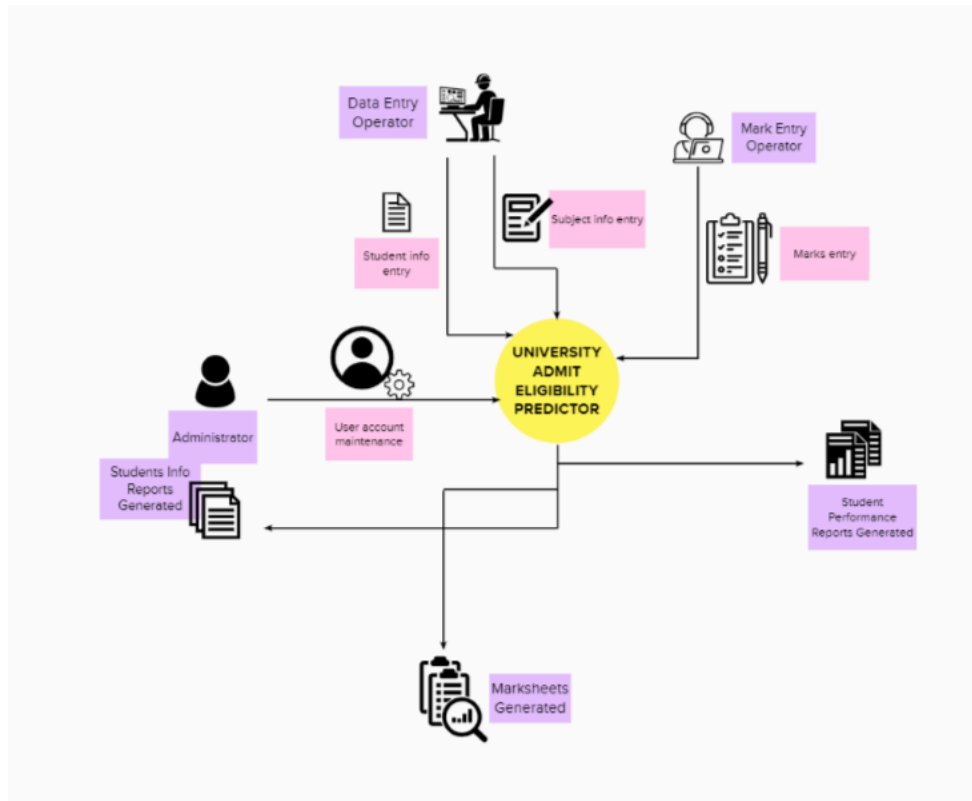 Data Entry
Operator
Mark Entry
Operator
Subject info entry
Student info
entry
Marks entry
UNIVERSITY
ADMIT
ELIGIBILITY
PREDICTOR
User account
maintenance
Administrator
Students Info
Reports
Generated
Student
Performance
Reports Generated
Marksheets
Generated